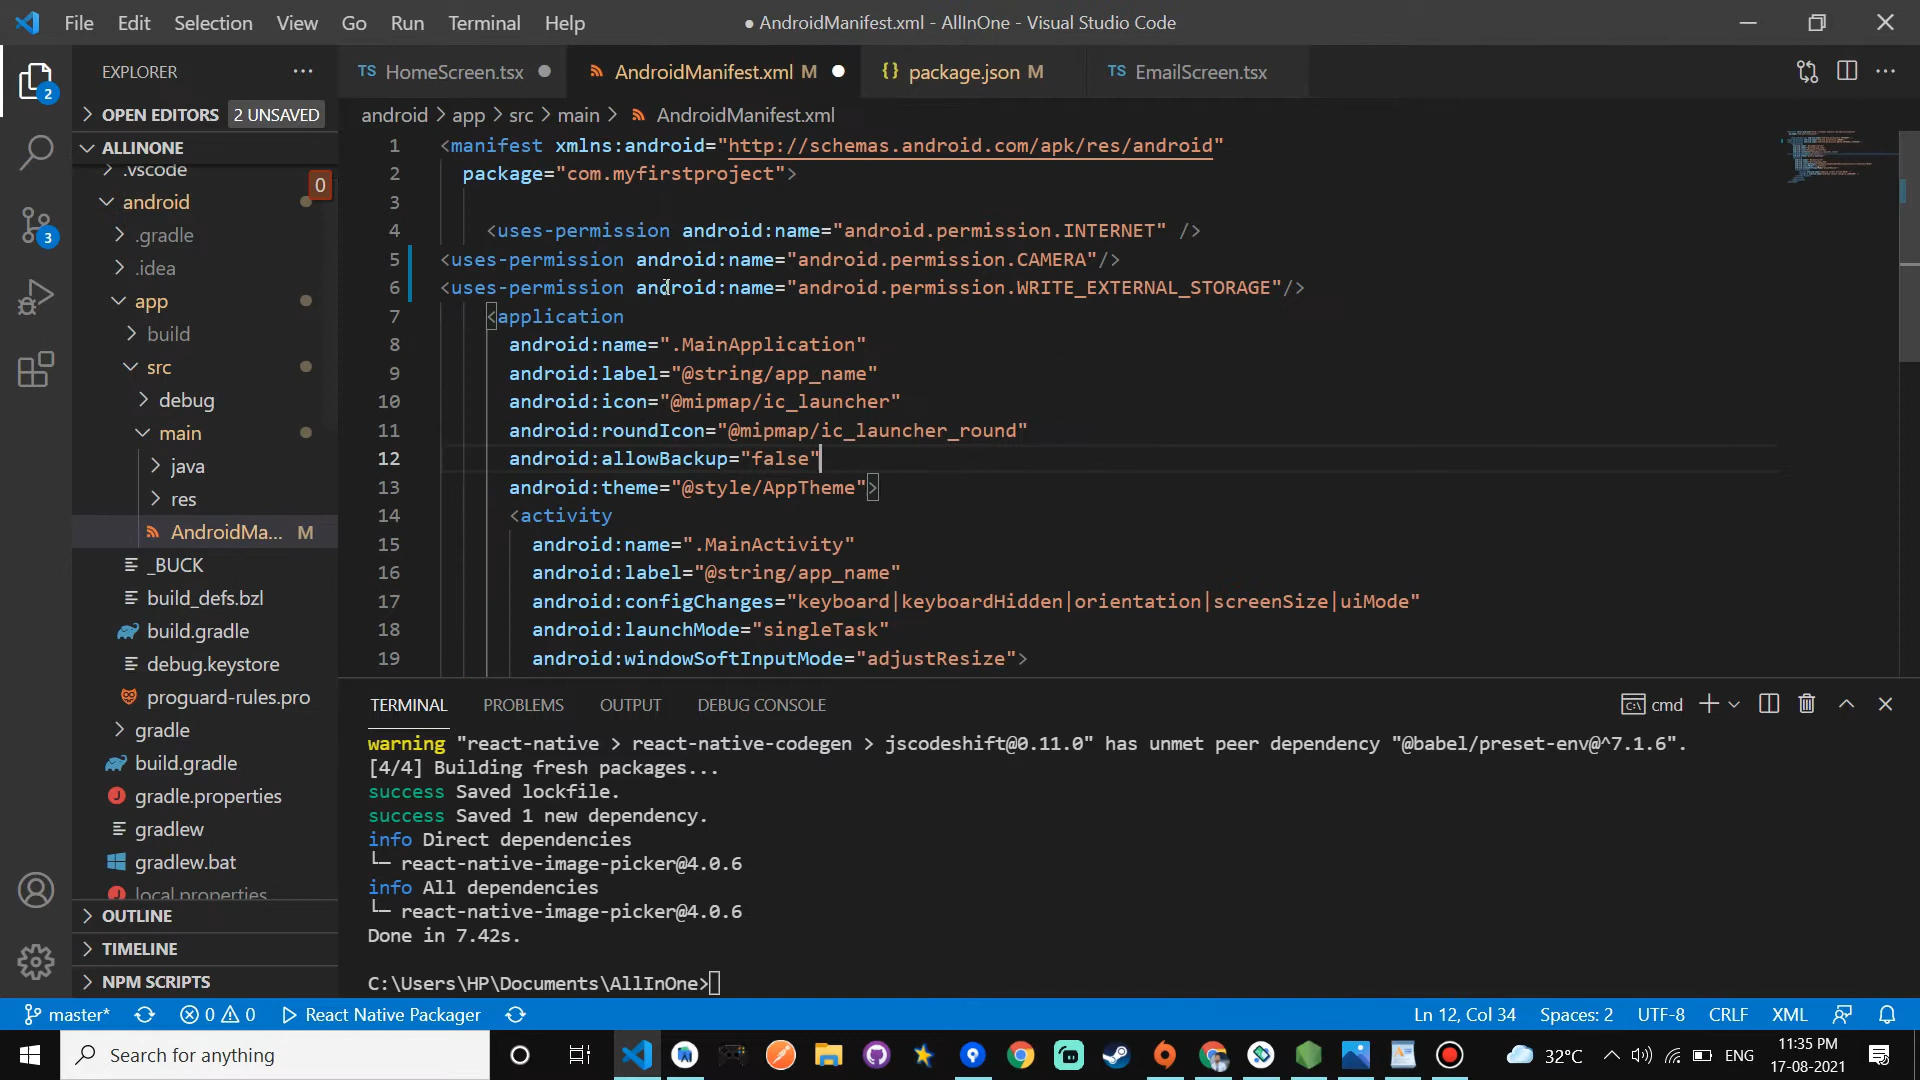 File Edit Selection View Go Run Terminal Help ● AndroidManifest.xml - AllInOne - Visual Studio Code
EXPLORER ...
TS HomeScreen.tsx
AndroidManifest.xml M
{} package.json M
TS EmailScreen.tsx
OPEN EDITORS 2 UNSAVED
android > app > src > main > AndroidManifest.xml
ALLINONE
.vscode
0
android
.gradle
.idea
app
build
src
debug
main
java
res
AndroidMa... M
_BUCK
build_defs.bzl
build.gradle
debug.keystore
proguard-rules.pro
gradle
build.gradle
gradle.properties
gradlew
gradlew.bat
local.properties
OUTLINE
TIMELINE
NPM SCRIPTS
2
3
1 <manifest xmlns:android="http://schemas.android.com/apk/res/android"
2 package="com.myfirstproject">
3
4 <uses-permission android:name="android.permission.INTERNET" />
5 <uses-permission android:name="android.permission.CAMERA"/>
6 <uses-permission android:name="android.permission.WRITE_EXTERNAL_STORAGE"/>
7 <application
8 android:name=".MainApplication"
9 android:label="@string/app_name"
10 android:icon="@mipmap/ic_launcher"
11 android:roundIcon="@mipmap/ic_launcher_round"
12 android:allowBackup="false"
13 android:theme="@style/AppTheme">
14 <activity
15 android:name=".MainActivity"
16 android:label="@string/app_name"
17 android:configChanges="keyboard|keyboardHidden|orientation|screenSize|uiMode"
18 android:launchMode="singleTask"
19 android:windowSoftInputMode="adjustResize">
TERMINAL PROBLEMS OUTPUT DEBUG CONSOLE cmd
warning "react-native > react-native-codegen > jscodeshift@0.11.0" has unmet peer dependency "@babel/preset-env@^7.1.6".
[4/4] Building fresh packages...
success Saved lockfile.
success Saved 1 new dependency.
info Direct dependencies
└─ react-native-image-picker@4.0.6
info All dependencies
└─ react-native-image-picker@4.0.6
Done in 7.42s.
C:\Users\HP\Documents\AllInOne>
master* 0 0 React Native Packager Ln 12, Col 34 Spaces: 2 UTF-8 CRLF XML
Search for anything
32°C ENG
11:35 PM
17-08-2021